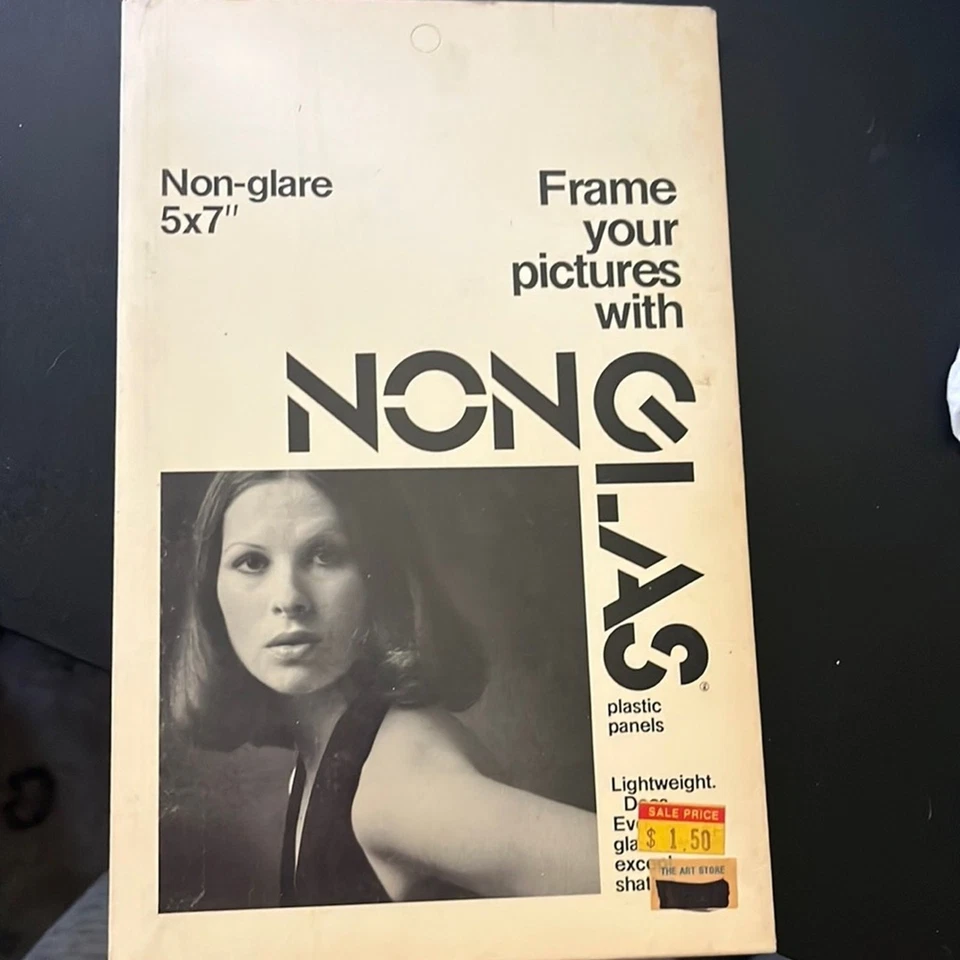 Non-glare
5x7"
Frame
your
pictures
with
NONGLAS®
plastic
panels
Lightweight.
SALE PRICE
$ 1.50
THE ART STORE